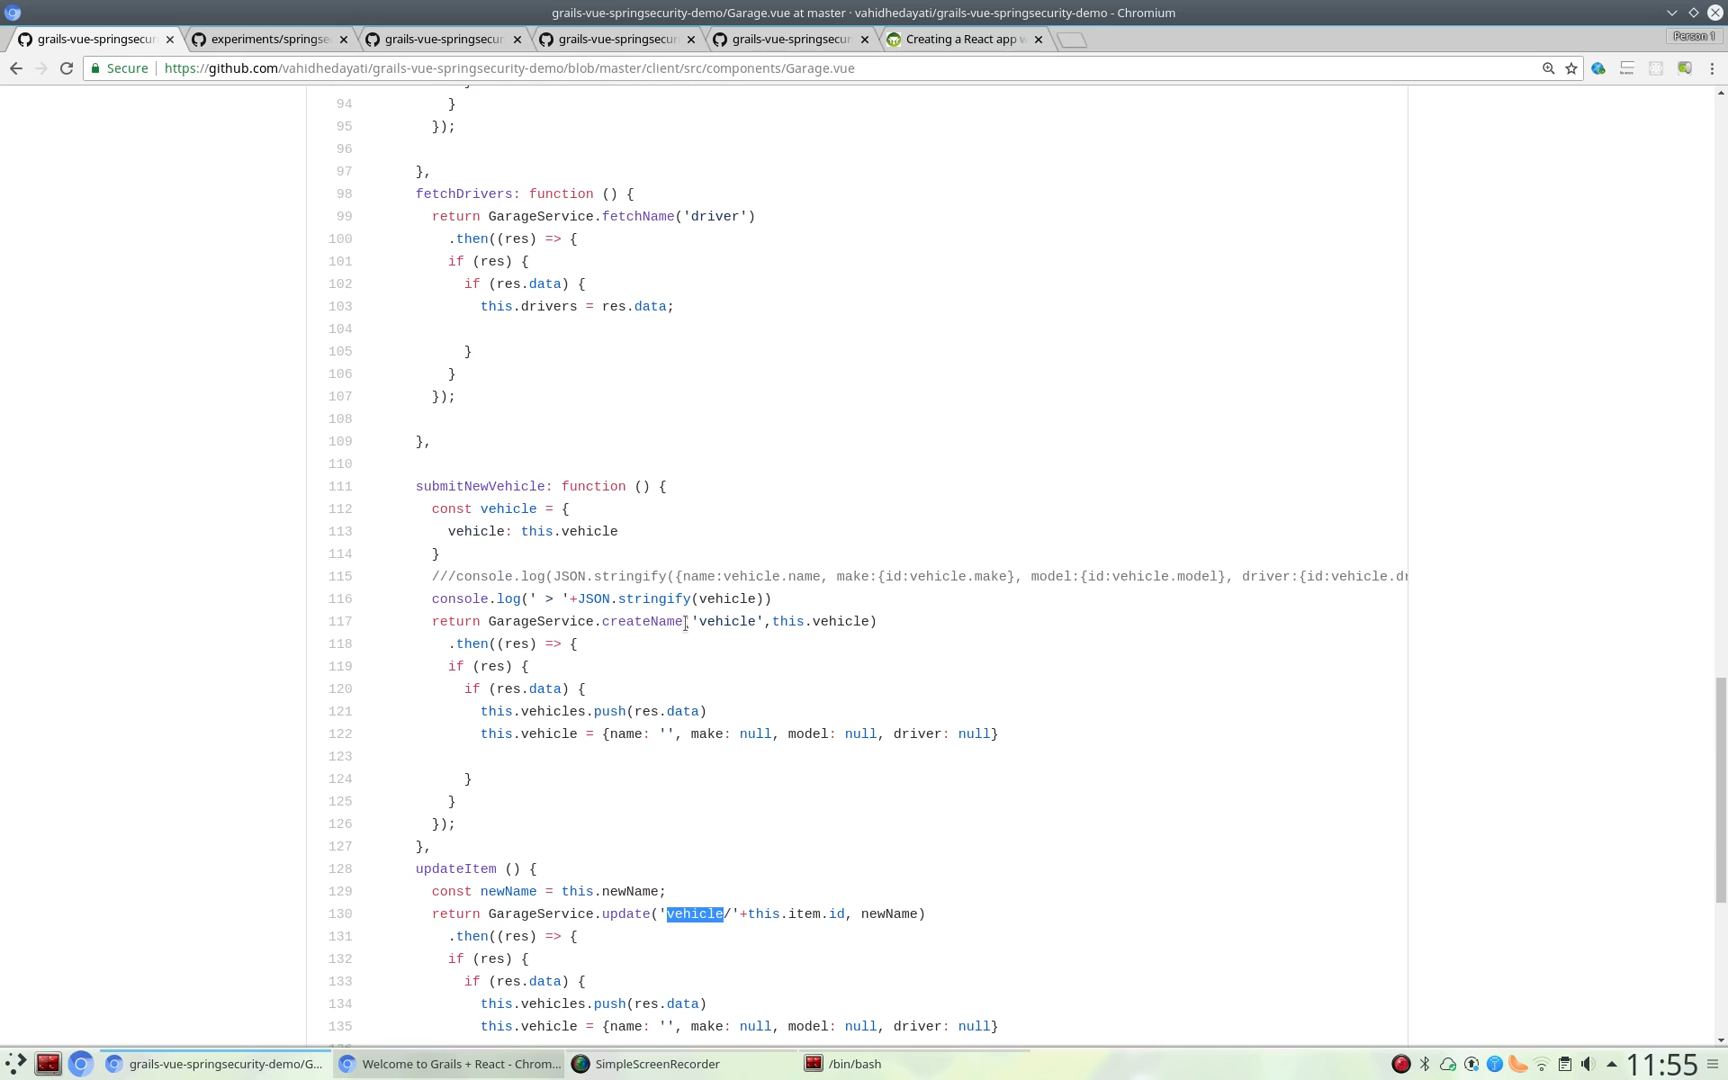 grails-vue-springsecurity-demo/Garage.vue at master · vahidhedayati/grails-vue-springsecurity-demo - Chromium
grails-vue-springsecur
experiments/springse
grails-vue-springsecur
grails-vue-springsecur
grails-vue-springsecur
Creating a React app w
Person 1
Secure
https://github.com/vahidhedayati/grails-vue-springsecurity-demo/blob/master/client/src/components/Garage.vue
94 }
95 });
96
97 },
98 fetchDrivers: function () {
99 return GarageService.fetchName('driver')
100 .then((res) => {
101 if (res) {
102 if (res.data) {
103 this.drivers = res.data;
104
105 }
106 }
107 });
108
109 },
110
111 submitNewVehicle: function () {
112 const vehicle = {
113 vehicle: this.vehicle
114 }
115 ///console.log(JSON.stringify({name:vehicle.name, make:{id:vehicle.make}, model:{id:vehicle.model}, driver:{id:vehicle.dr
116 console.log(' > '+JSON.stringify(vehicle))
117 return GarageService.createName('vehicle',this.vehicle)
118 .then((res) => {
119 if (res) {
120 if (res.data) {
121 this.vehicles.push(res.data)
122 this.vehicle = {name: '', make: null, model: null, driver: null}
123
124 }
125 }
126 });
127 },
128 updateItem () {
129 const newName = this.newName;
130 return GarageService.update('vehicle/'+this.item.id, newName)
131 .then((res) => {
132 if (res) {
133 if (res.data) {
134 this.vehicles.push(res.data)
135 this.vehicle = {name: '', make: null, model: null, driver: null}
grails-vue-springsecurity-demo/G...
Welcome to Grails + React - Chrom...
SimpleScreenRecorder
/bin/bash
11:55